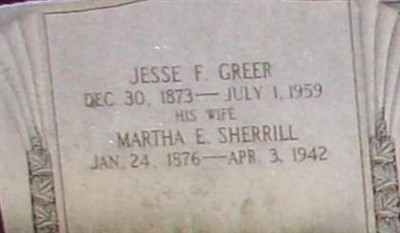 JESSE F. GREER
DEC. 30, 1873 — JULY 1, 1959
HIS WIFE
MARTHA E. SHERRILL
JAN. 24, 1876 — APR. 3, 1942